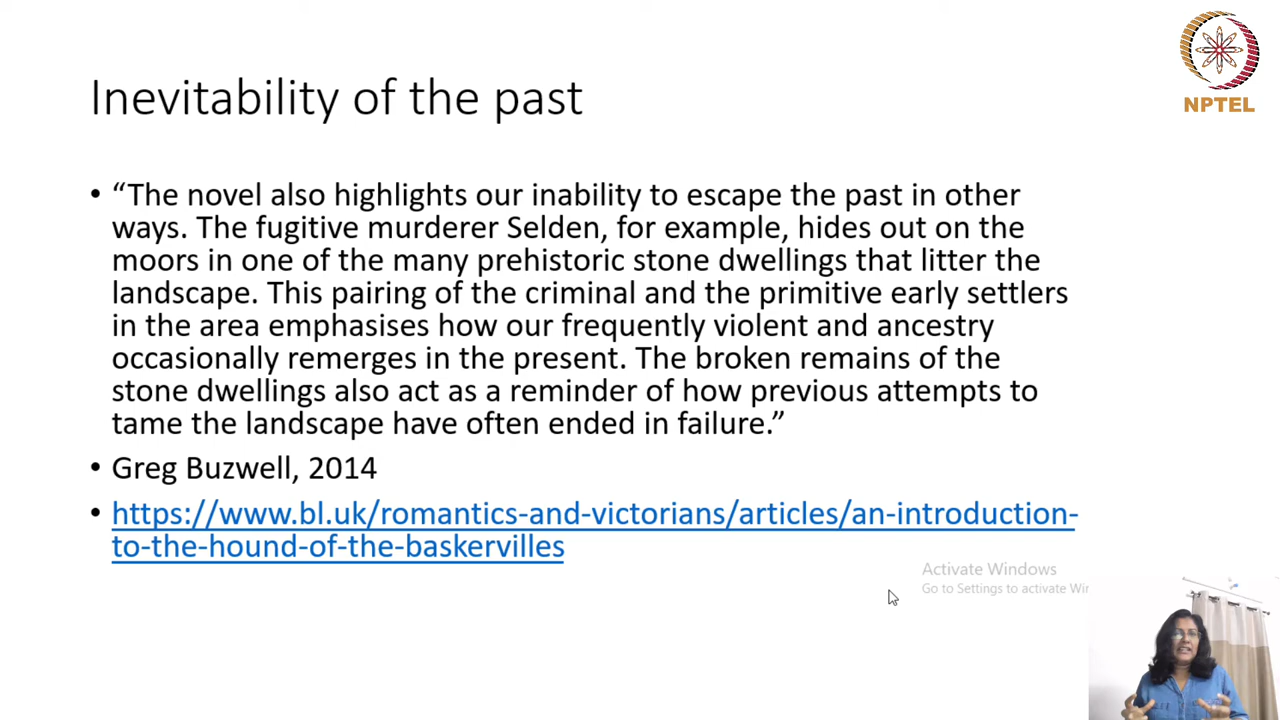 NPTEL
Inevitability of the past
• “The novel also highlights our inability to escape the past in other
ways. The fugitive murderer Selden, for example, hides out on the
moors in one of the many prehistoric stone dwellings that litter the
landscape. This pairing of the criminal and the primitive early settlers
in the area emphasises how our frequently violent and ancestry
occasionally remerges in the present. The broken remains of the
stone dwellings also act as a reminder of how previous attempts to
tame the landscape have often ended in failure.”
• Greg Buzwell, 2014
• https://www.bl.uk/romantics-and-victorians/articles/an-introduction-
to-the-hound-of-the-baskervilles
Activate Windows
Go to Settings to activate Wi